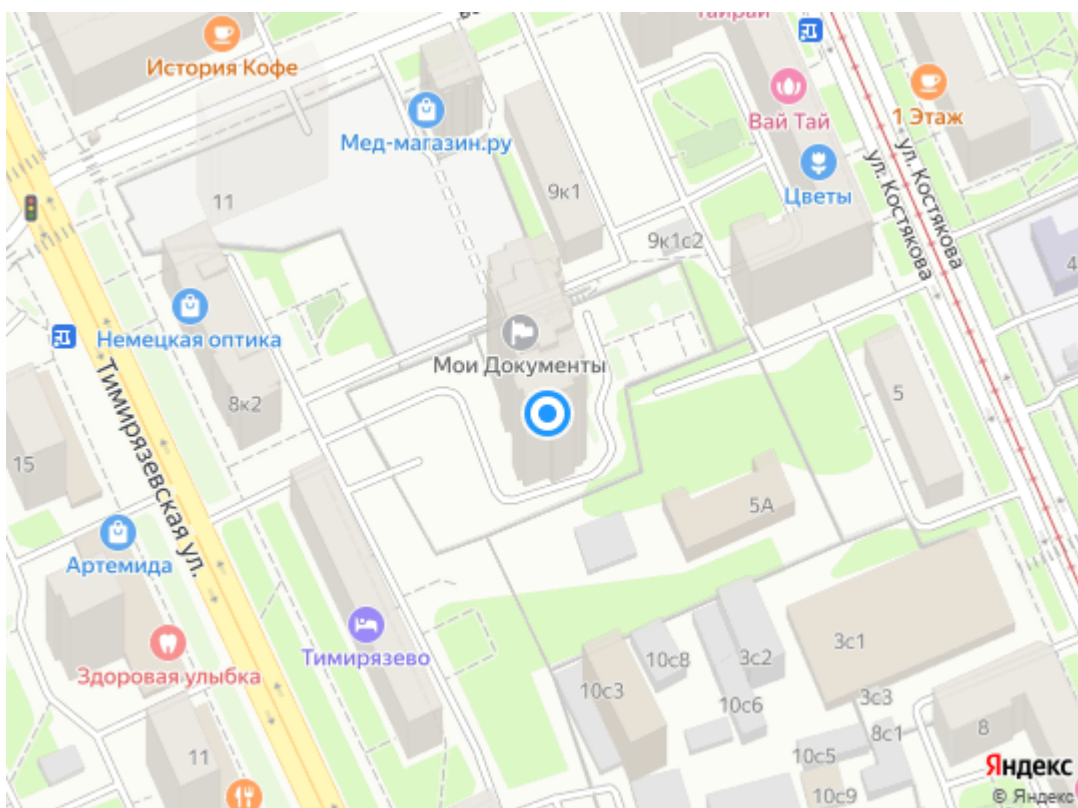 Тайрай
История Кофе
Вай Тай
1 Этаж
Мед-магазин.ру
ул. Костякова
ул. Костякова
Цветы
9к1
11
9к1с2
4
Немецкая оптика
Мои Документы
8к2
5
Тимирязевская ул.
15
5А
Артемида
Тимирязево
Здоровая улыбка
3с1
10с8
3с2
10с3
10с6
3с3
8с1
8
11
10с5
10с9
Яндекс
© Яндекс